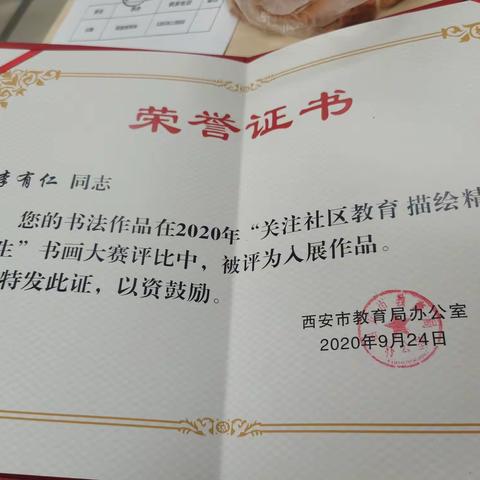 荣誉证书
李有仁 同志
您的书法作品在2020年“关注社区教育 描绘精
生”书画大赛评比中，被评为入展作品。
特发此证，以资鼓励。
西安市教育局办公室
2020年9月24日